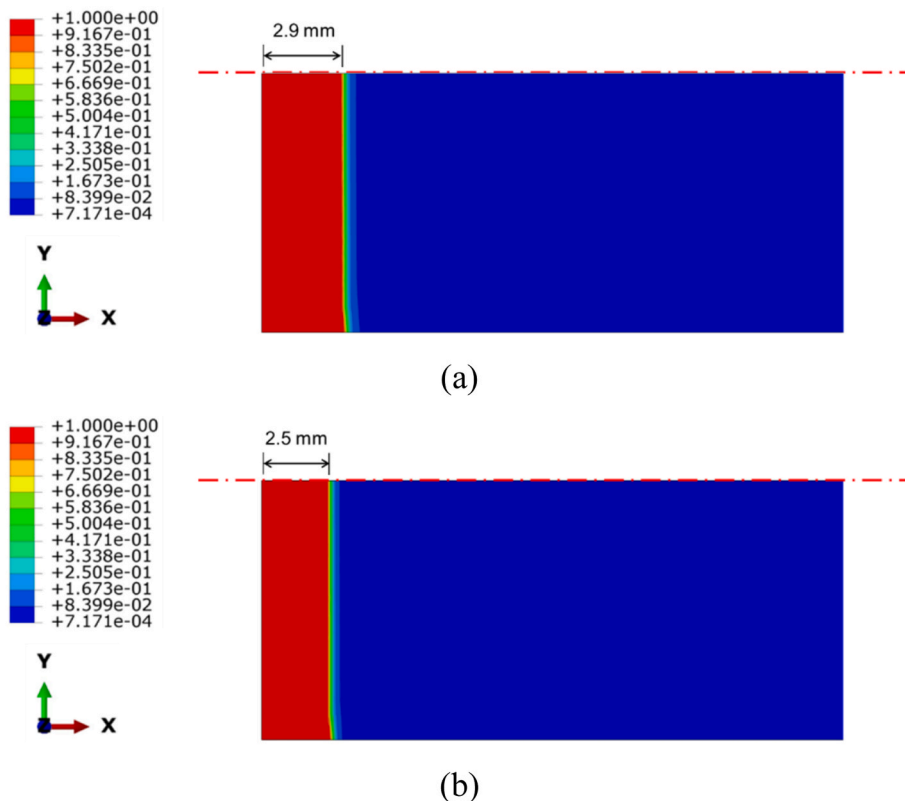 +1.000e+00
+9.167e-01
+8.335e-01
+7.502e-01
+6.669e-01
+5.836e-01
+5.004e-01
+4.171e-01
+3.338e-01
+2.505e-01
+1.673e-01
+8.399e-02
+7.171e-04
2.9 mm
Y
X
(a)
+1.000e+00
+9.167e-01
+8.335e-01
+7.502e-01
+6.669e-01
+5.836e-01
+5.004e-01
+4.171e-01
+3.338e-01
+2.505e-01
+1.673e-01
+8.399e-02
+7.171e-04
2.5 mm
Y
X
(b)